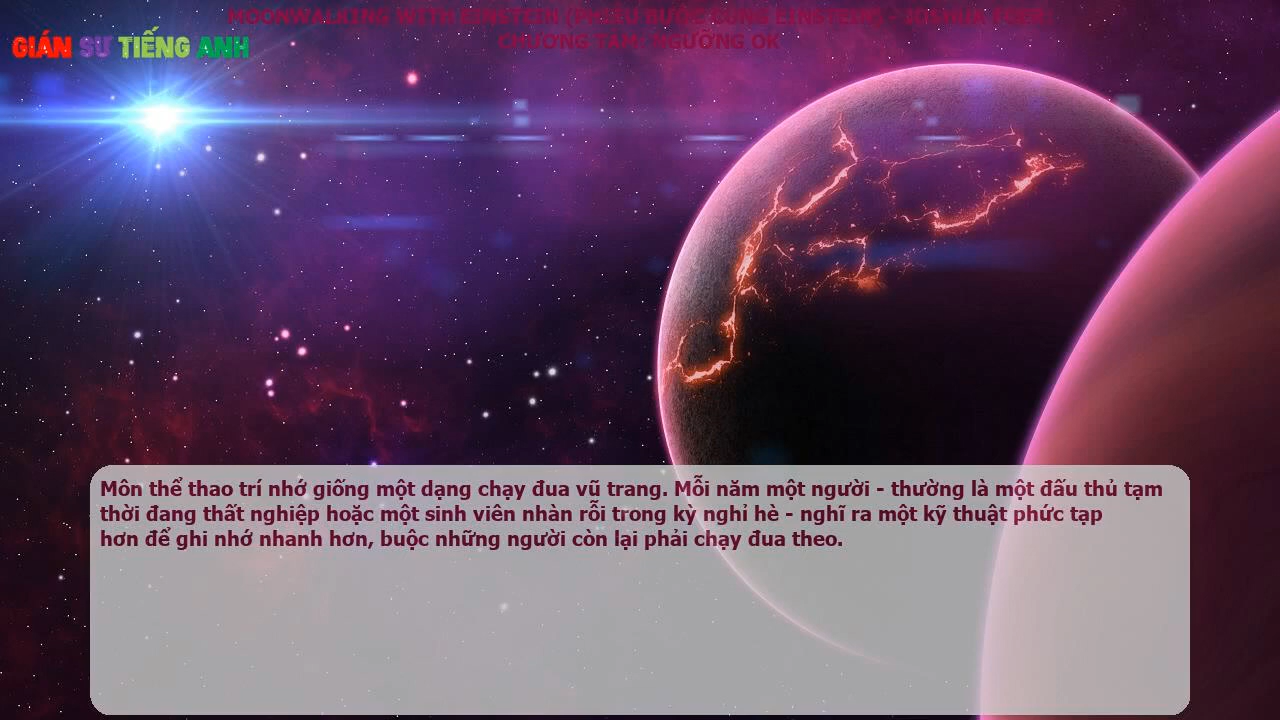 MOONWALKING WITH EINSTEIN (PHIÊU BƯỚC CÙNG EINSTEIN) - JOSHUA FOER:
CHƯƠNG TÁM: NGƯỠNG OK
GIÁN SƯ TIẾNG ANH
Môn thể thao trí nhớ giống một dạng chạy đua vũ trang. Mỗi năm một người - thường là một đấu thủ tạm
thời đang thất nghiệp hoặc một sinh viên nhàn rỗi trong kỳ nghỉ hè - nghĩ ra một kỹ thuật phức tạp
hơn để ghi nhớ nhanh hơn, buộc những người còn lại phải chạy đua theo.